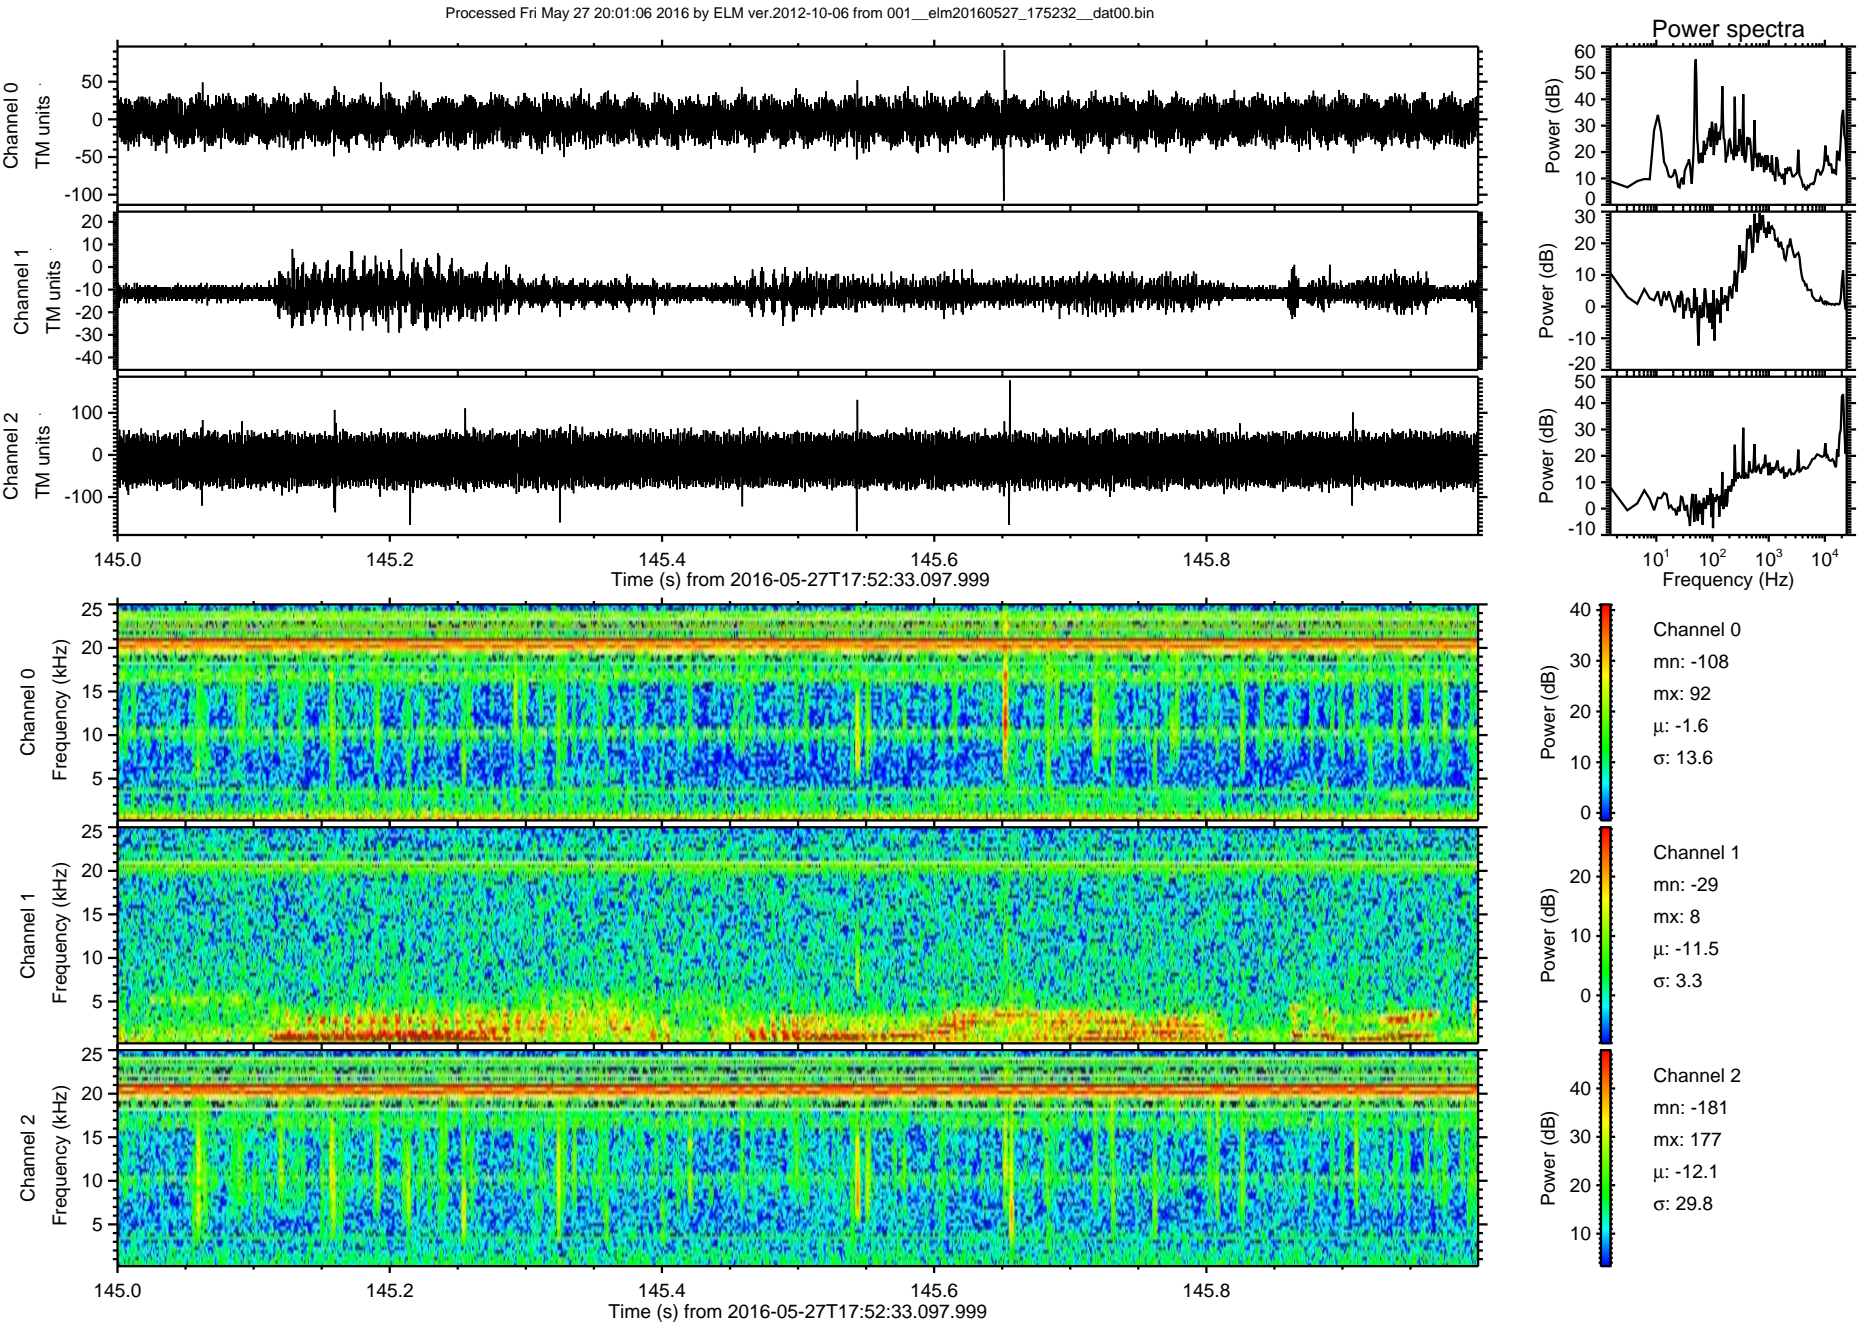 Processed Fri May 27 20:01:06 2016 by ELM ver.2012-10-06 from 001__elm20160527_175232__dat00.bin
Power spectra
Channel 0
TM units
50
0
-50
-100
Power (dB)
60
50
40
30
20
10
0
Channel 1
TM units
20
10
0
-10
-20
-30
-40
Power (dB)
30
20
10
0
-10
-20
Channel 2
TM units
100
0
-100
Power (dB)
50
40
30
20
10
0
-10
145.0 145.2 145.4 145.6 145.8
Time (s) from 2016-05-27T17:52:33.097.999
10^1 10^2 10^3 10^4
Frequency (Hz)
Channel 0
Frequency (kHz)
25
20
15
10
5
Power (dB)
40
30
20
10
0
Channel 0
mn: -108
mx: 92
μ: -1.6
σ: 13.6
Channel 1
Frequency (kHz)
25
20
15
10
5
Power (dB)
20
10
0
Channel 1
mn: -29
mx: 8
μ: -11.5
σ: 3.3
Channel 2
Frequency (kHz)
25
20
15
10
5
Power (dB)
40
30
20
10
Channel 2
mn: -181
mx: 177
μ: -12.1
σ: 29.8
145.0 145.2 145.4 145.6 145.8
Time (s) from 2016-05-27T17:52:33.097.999